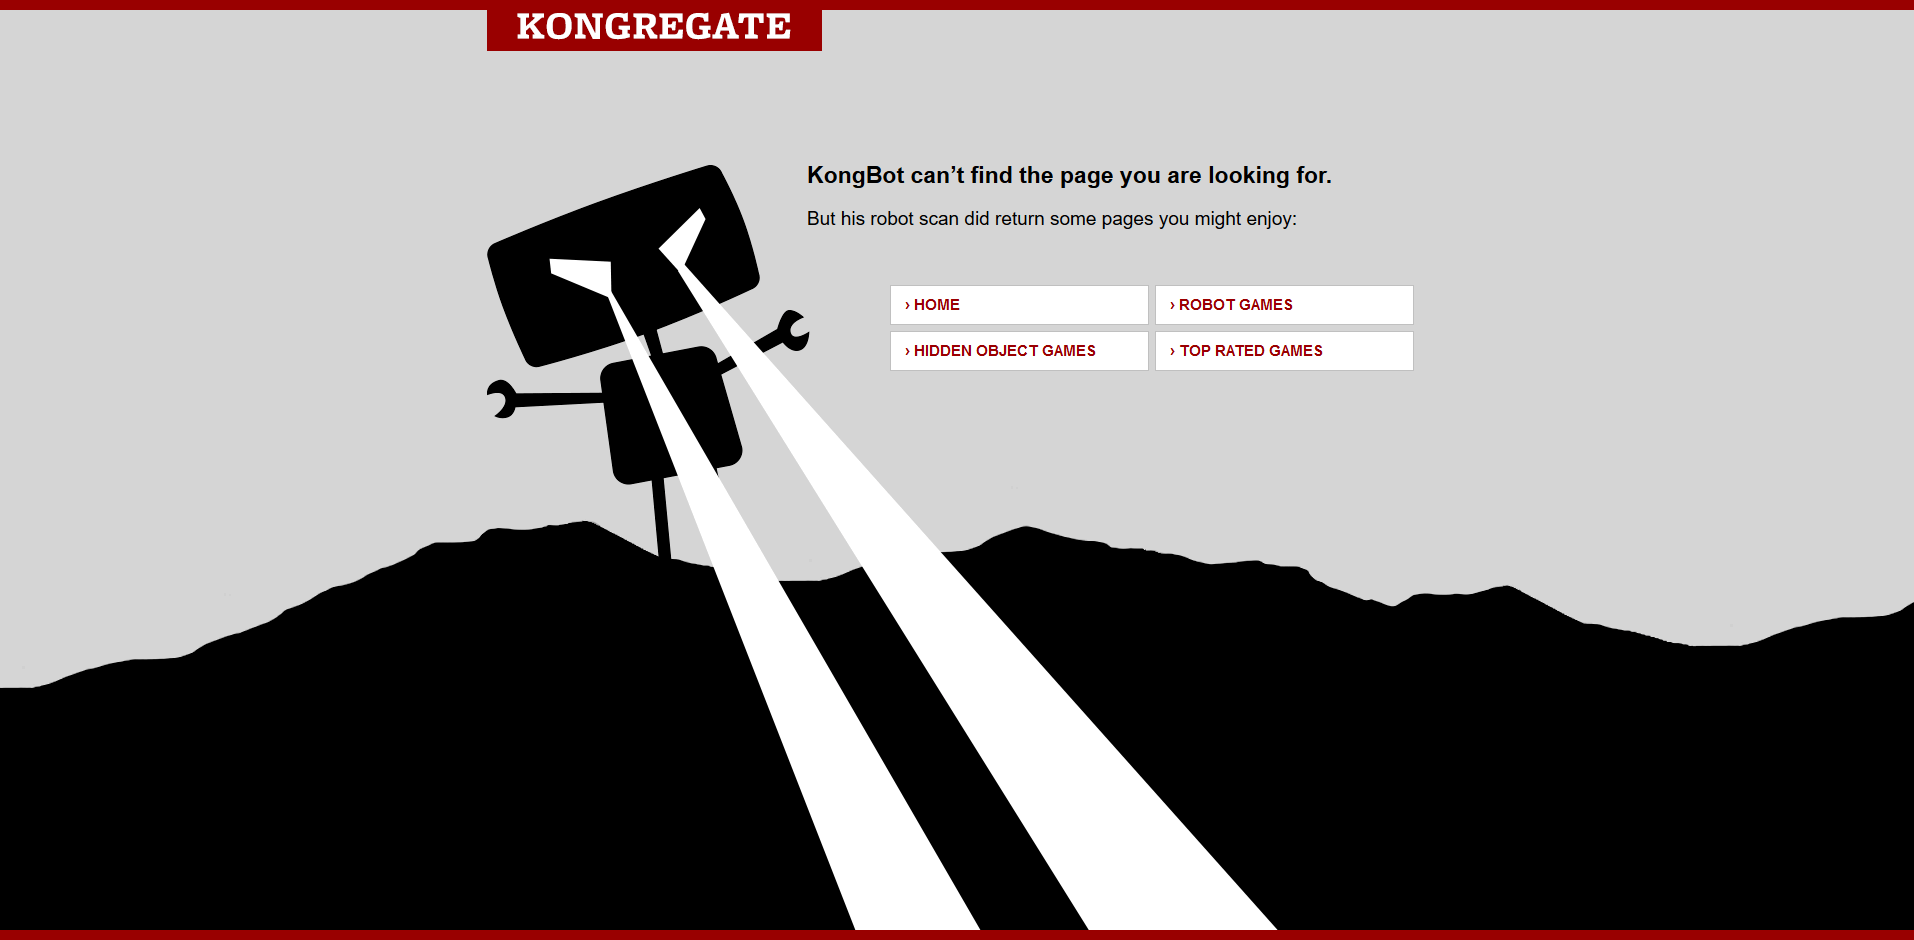 KONGREGATE
KongBot can’t find the page you are looking for.
But his robot scan did return some pages you might enjoy:
› HOME
› ROBOT GAMES
› HIDDEN OBJECT GAMES
› TOP RATED GAMES